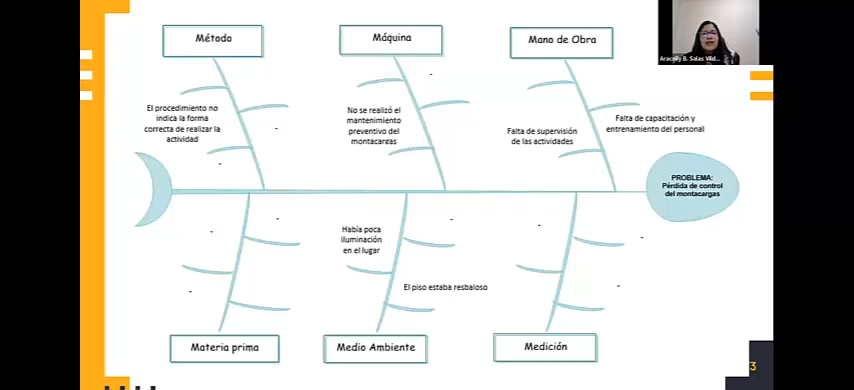 Método
Máquina
Mano de Obra
El procedimiento no
indica la forma
correcta de realizar la
actividad
-
-
No se realizó el
mantenimiento
preventivo del
montacargas
-
Falta de supervisión
de las actividades
Falta de capacitación y
entrenamiento del personal
PROBLEMA:
Pérdida de control
del montacargas
-
-
-
Había poca
iluminación
en el lugar
-
El piso estaba resbaloso
-
-
-
Materia prima
Medio Ambiente
Medición
Aracelly B. Salas
3